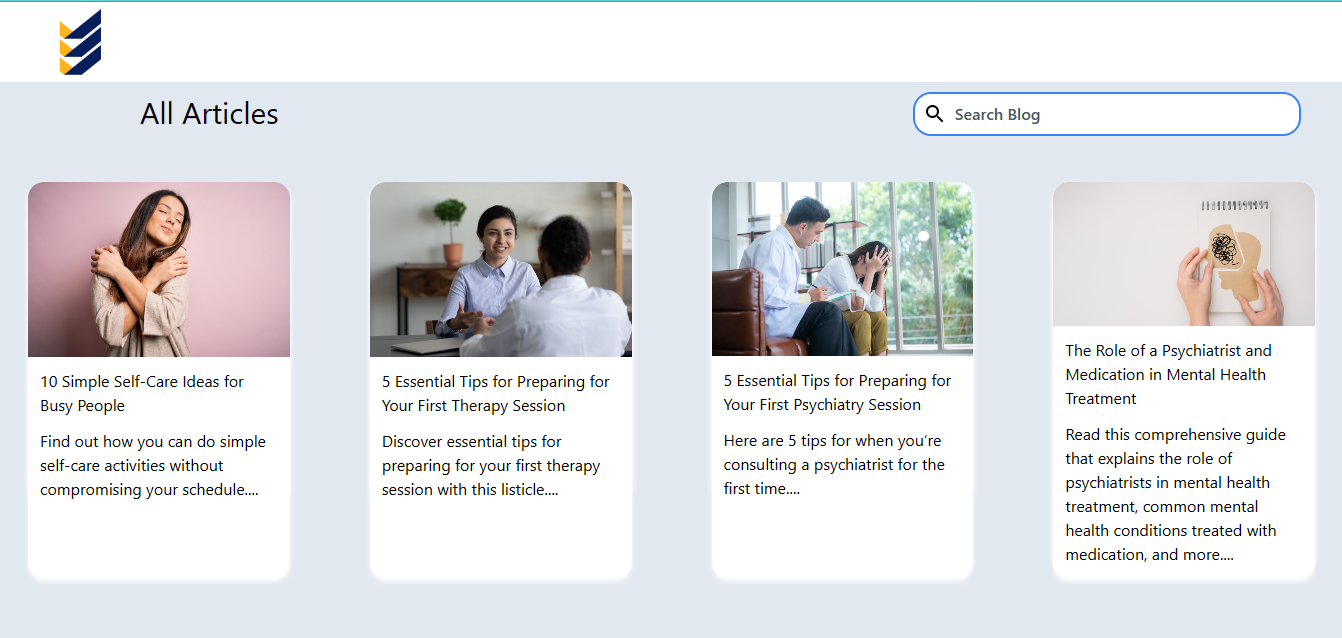 All Articles
Search Blog
10 Simple Self-Care Ideas for
Busy People
Find out how you can do simple
self-care activities without
compromising your schedule....
5 Essential Tips for Preparing for
Your First Therapy Session
Discover essential tips for
preparing for your first therapy
session with this listicle....
5 Essential Tips for Preparing for
Your First Psychiatry Session
Here are 5 tips for when you’re
consulting a psychiatrist for the
first time....
The Role of a Psychiatrist and
Medication in Mental Health
Treatment
Read this comprehensive guide
that explains the role of
psychiatrists in mental health
treatment, common mental
health conditions treated with
medication, and more....